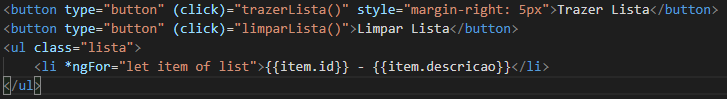 <button type="button" (click)="trazerLista()" style="margin-right: 5px">Trazer Lista</button>
<button type="button" (click)="limparLista()">Limpar Lista</button>
<ul class="lista">
    <li *ngFor="let item of list">{{item.id}} - {{item.descricao}}</li>
</ul>